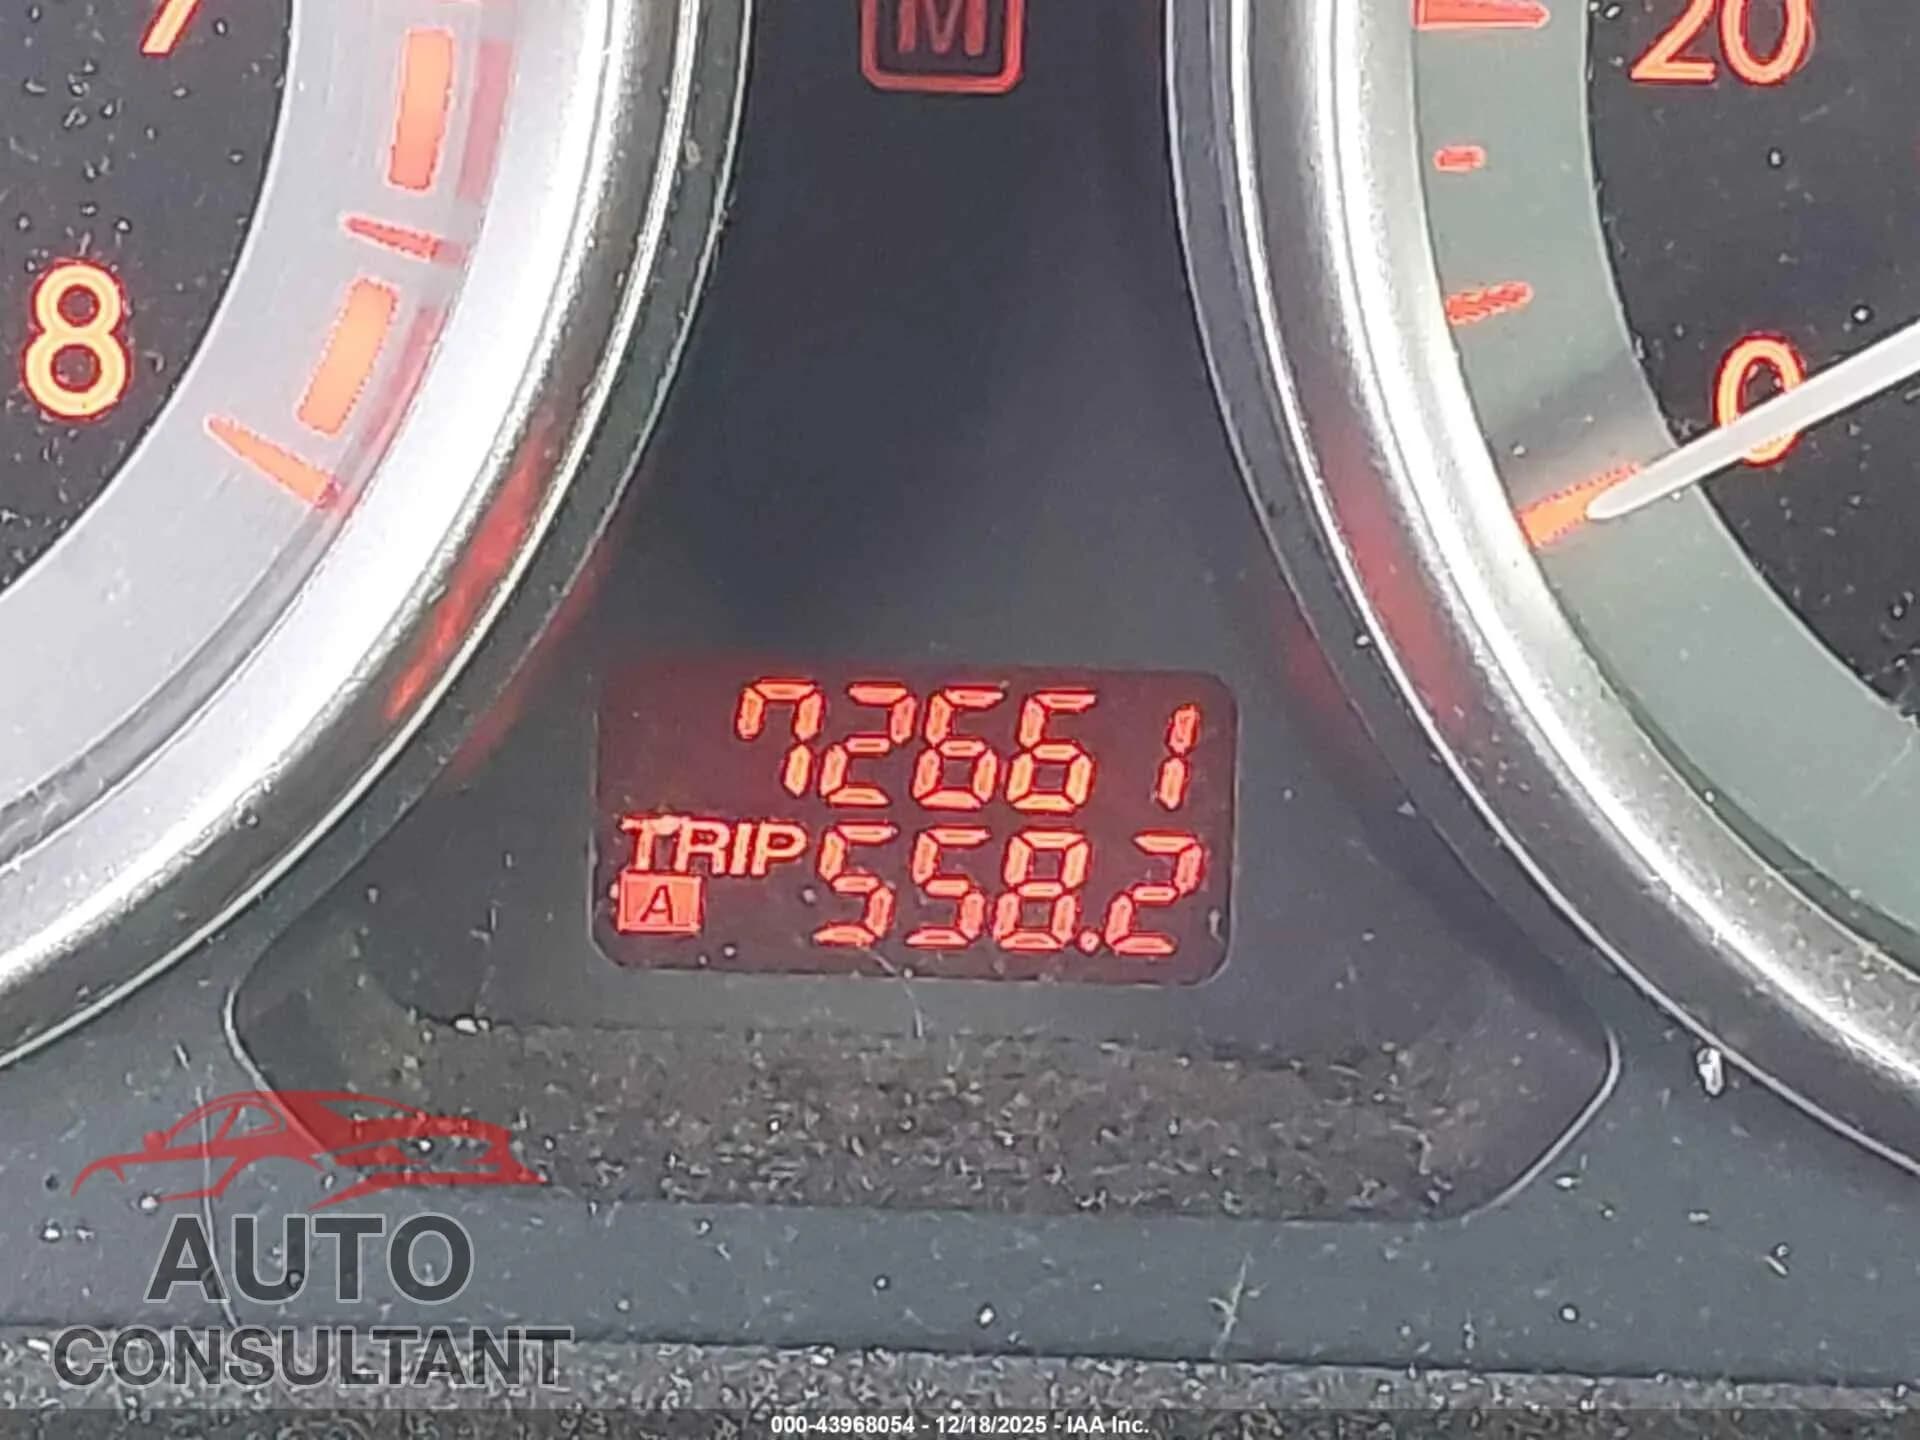 7
M
20
8
0
72661
TRIP 558.2
A
AUTO
CONSULTANT
000-43968054 - 12/18/2025 - IAA Inc.